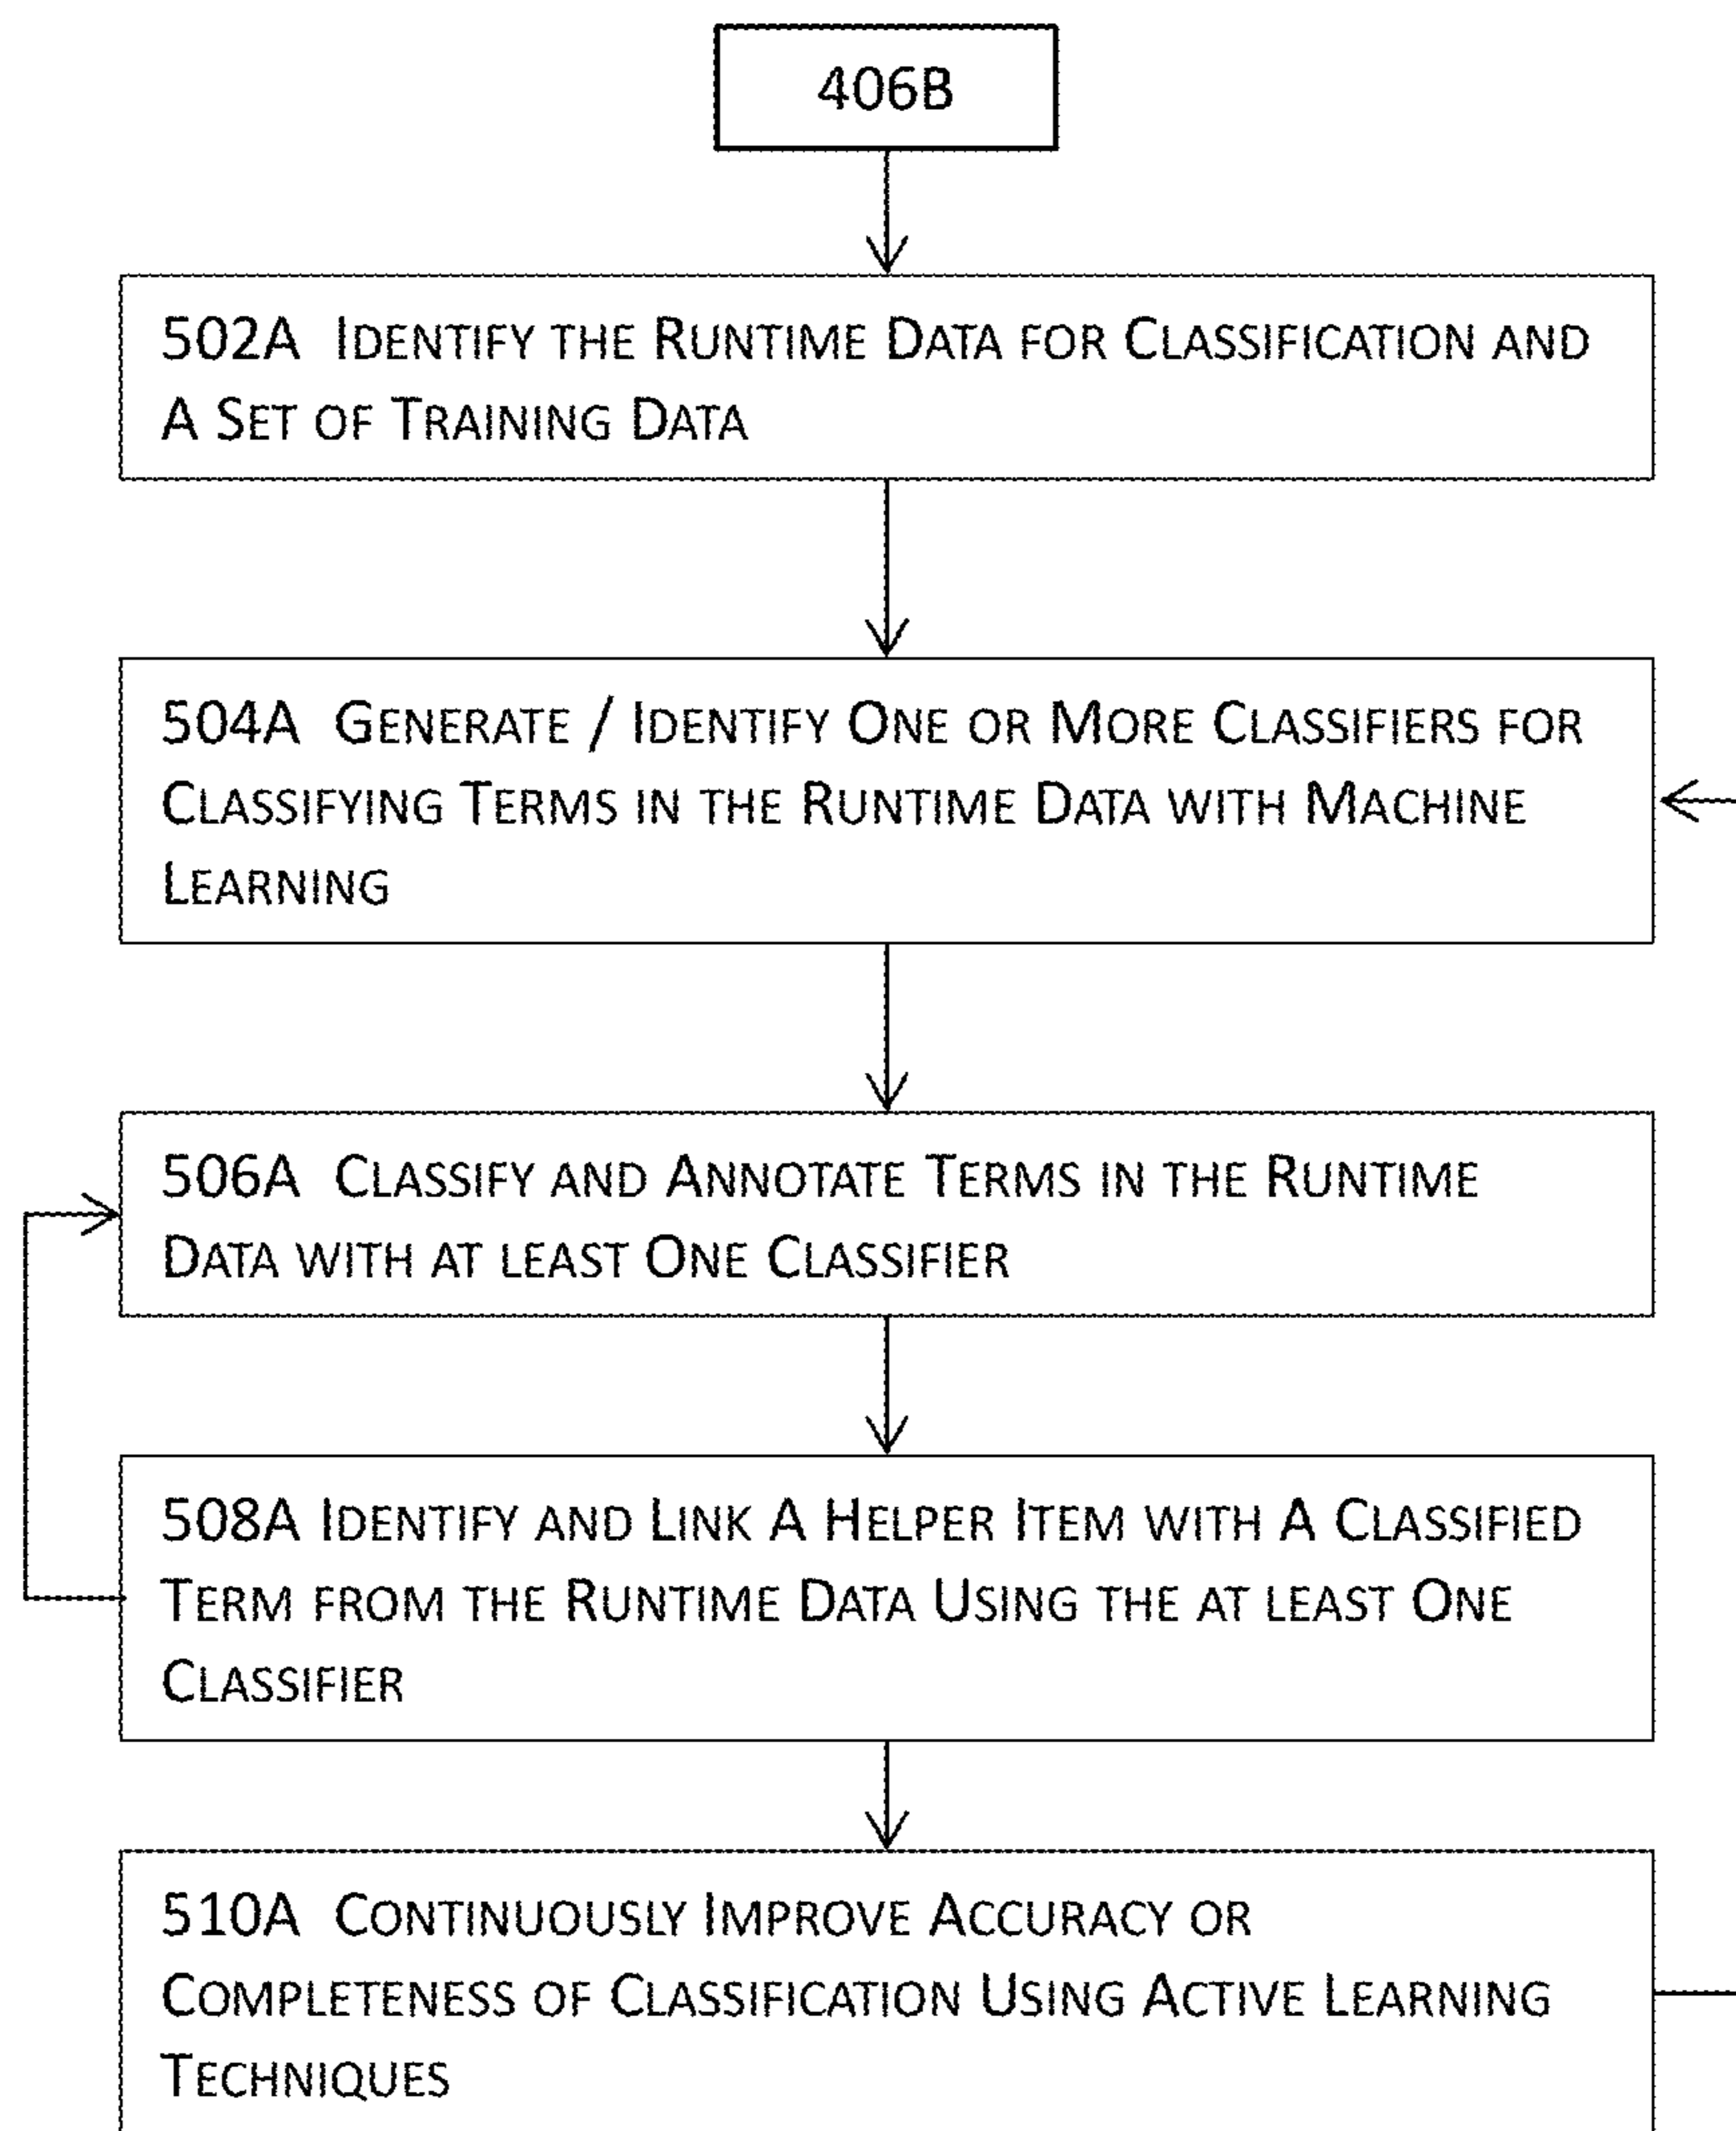 406B
502A Identify the Runtime Data for Classification and
A Set of Training Data
504A Generate / Identify One or More Classifiers for
Classifying Terms in the Runtime Data with Machine
Learning
506A Classify and Annotate Terms in the Runtime
Data with at least One Classifier
508A Identify and Link A Helper Item with A Classified
Term from the Runtime Data Using the at least One
Classifier
510A Continuously Improve Accuracy or
Completeness of Classification Using Active Learning
Techniques